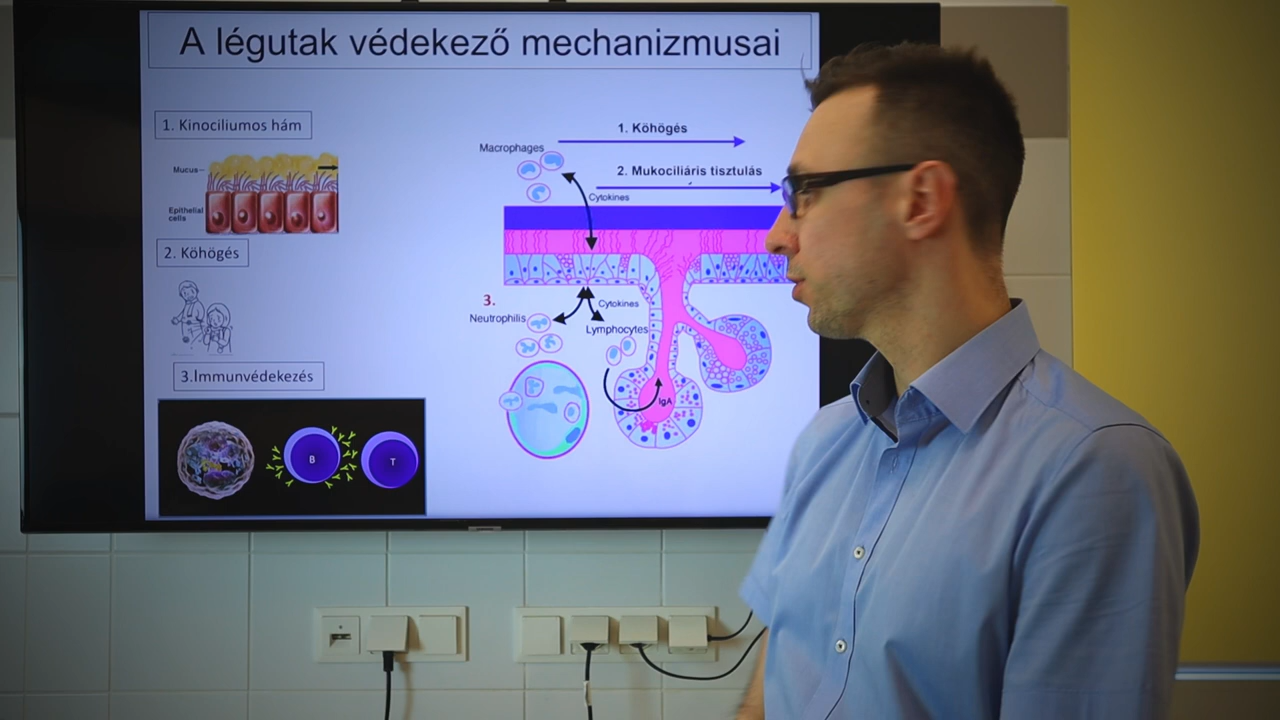 A légutak védekező mechanizmusai
1. Kinociliumos hám
Mucus
Epithelial
cells
2. Köhögés
3.Immunvédekezés
B
T
1. Köhögés
Macrophages
2. Mukociliáris tisztulás
Cytokines
3.
Cytokines
Neutrophilis
Lymphocytes
IgA